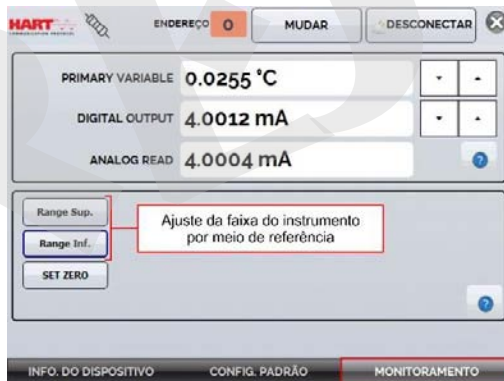 HART
COMMUNICATION PROTOCOL
ENDEREÇO 0 MUDAR DESCONECTAR
PRIMARY VARIABLE 0.0255 °C
DIGITAL OUTPUT 4.0012 mA
ANALOG READ 4.0004 mA
?
Range Sup.
Ajuste da faixa do instrumento
por meio de referência
Range Inf.
SET ZERO
?
INFO. DO DISPOSITIVO CONFIG. PADRÃO MONITORAMENTO